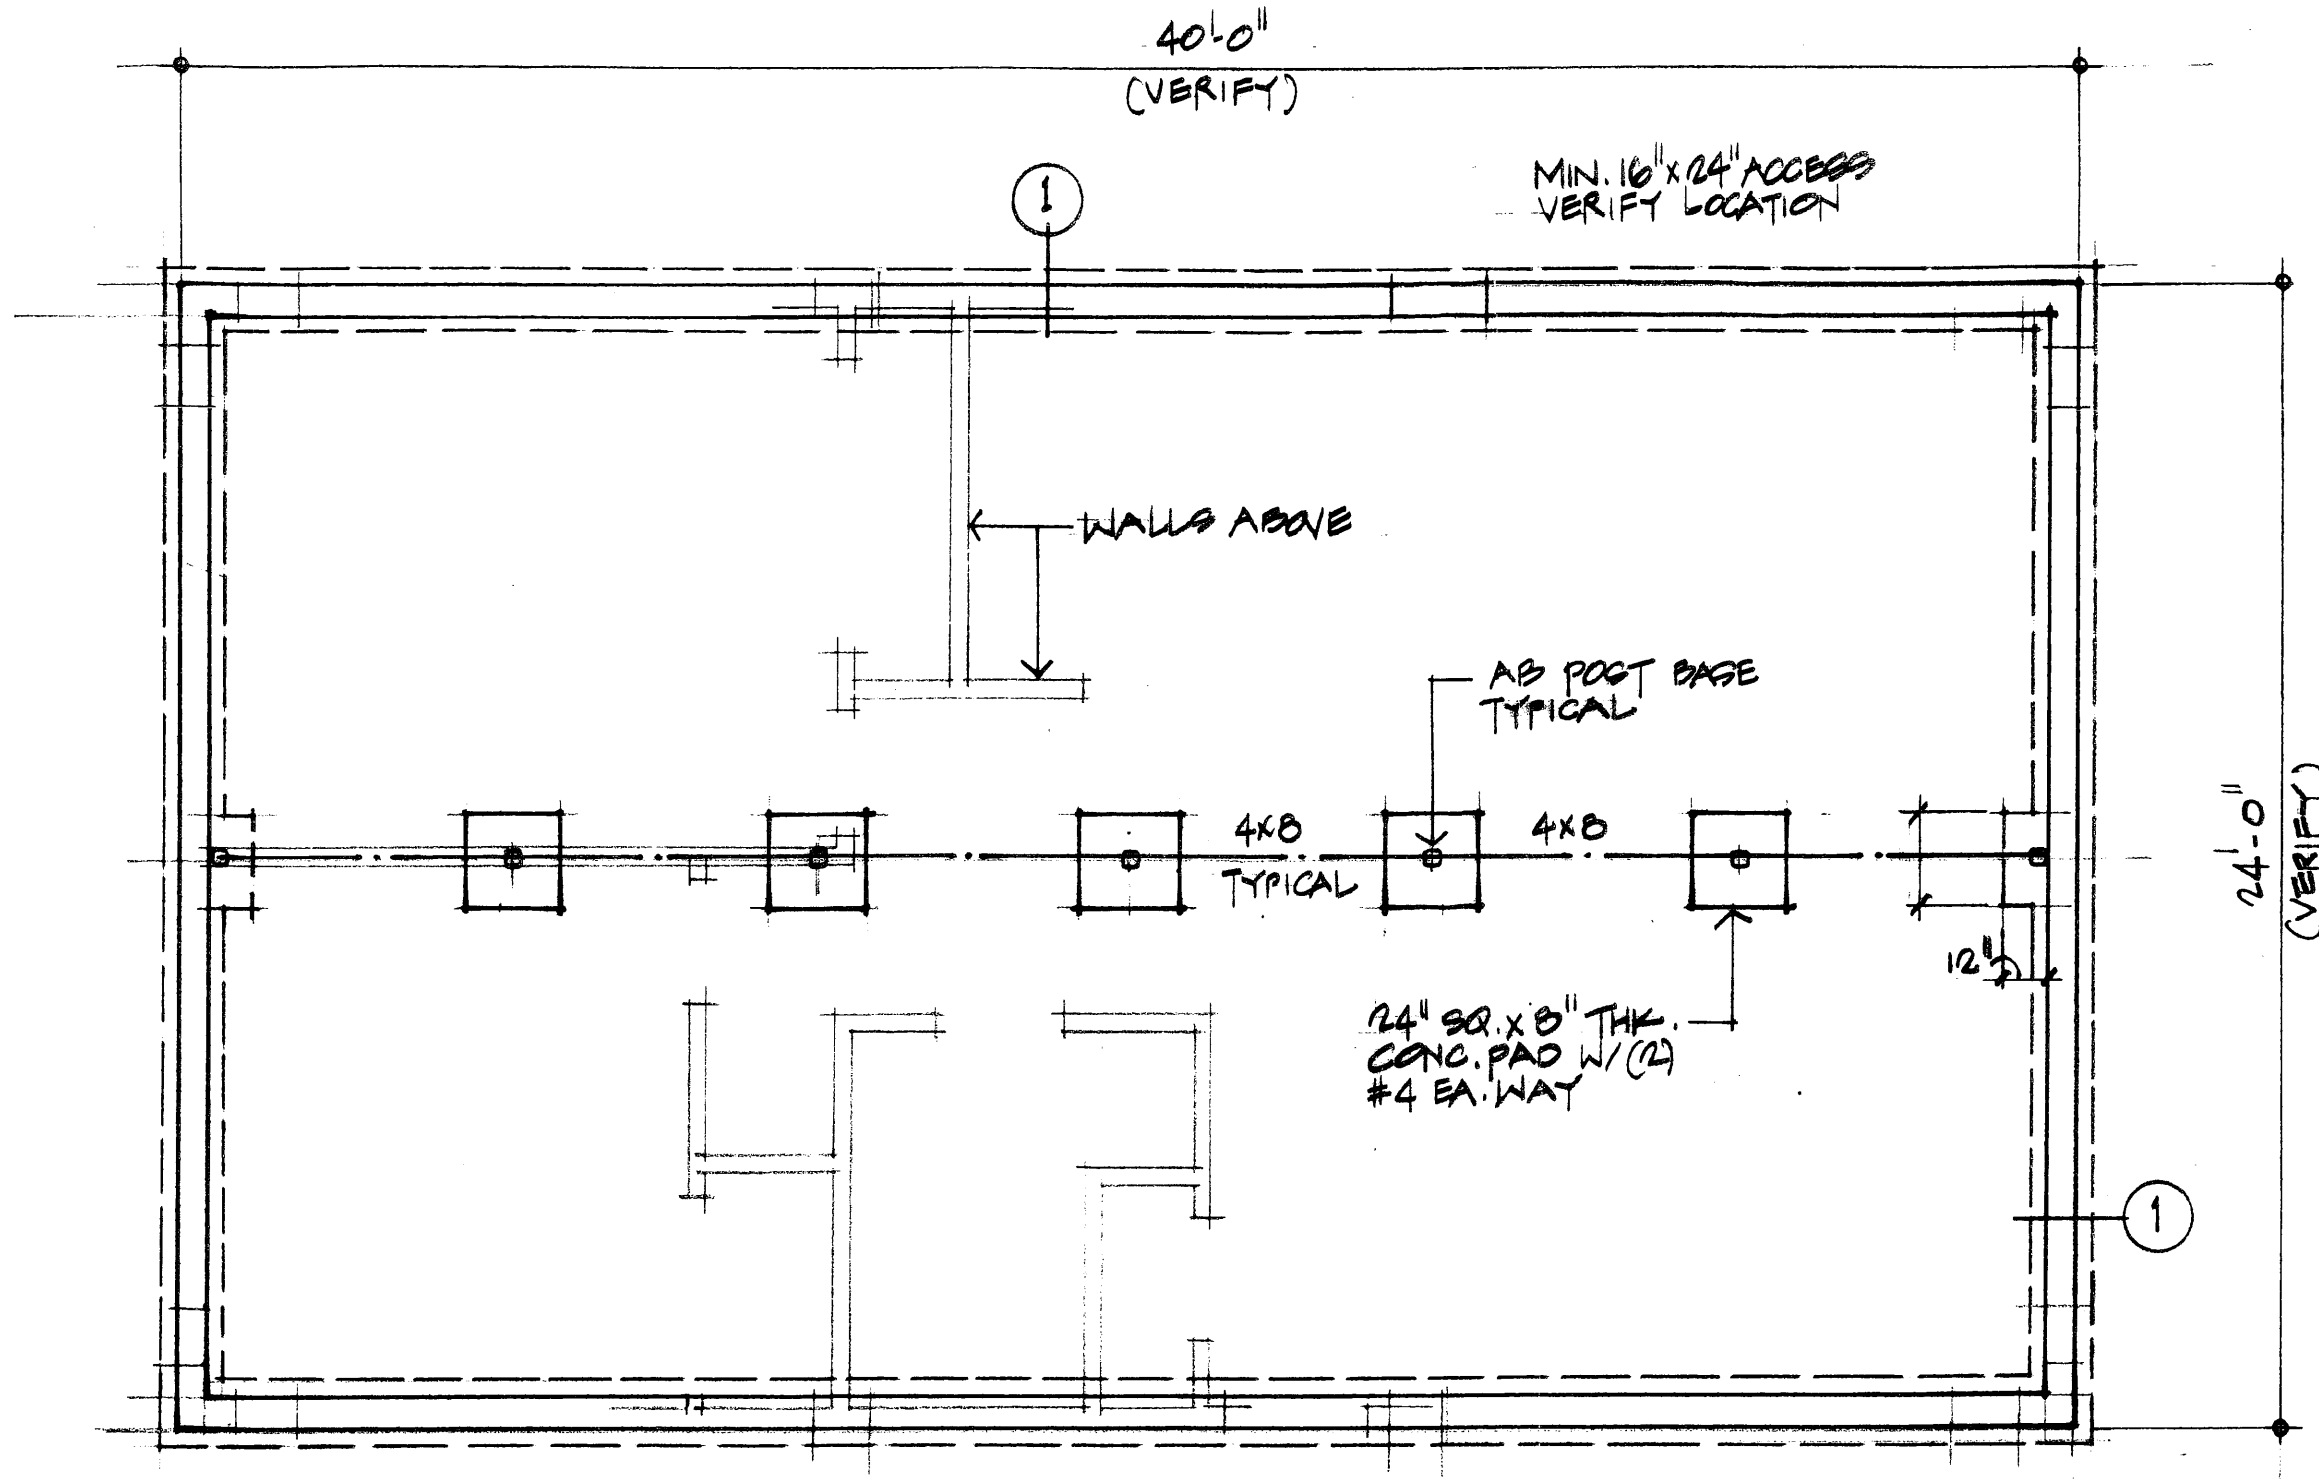 40'-0"
(VERIFY)
1
MIN. 16" x 24" ACCESS
VERIFY LOCATION
WALLS ABOVE
AB POST BASE
TYPICAL
4x8
TYPICAL
4x8
24'-0"
(VERIFY)
12"
24" SQ. x 8" THK.
CONC. PAD W/ (2)
#4 EA. WAY
1